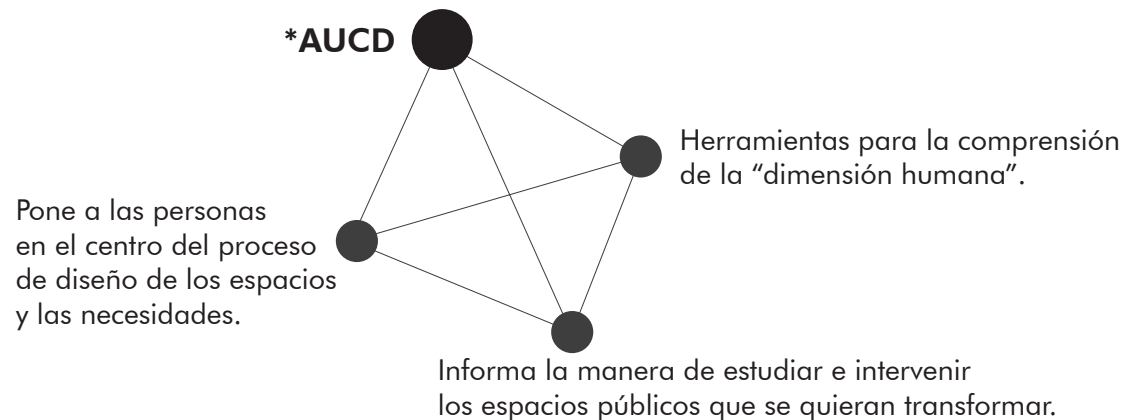 *AUCD
Herramientas para la comprensión
de la “dimensión humana”.
Pone a las personas
en el centro del proceso
de diseño de los espacios
y las necesidades.
Informa la manera de estudiar e intervenir
los espacios públicos que se quieran transformar.